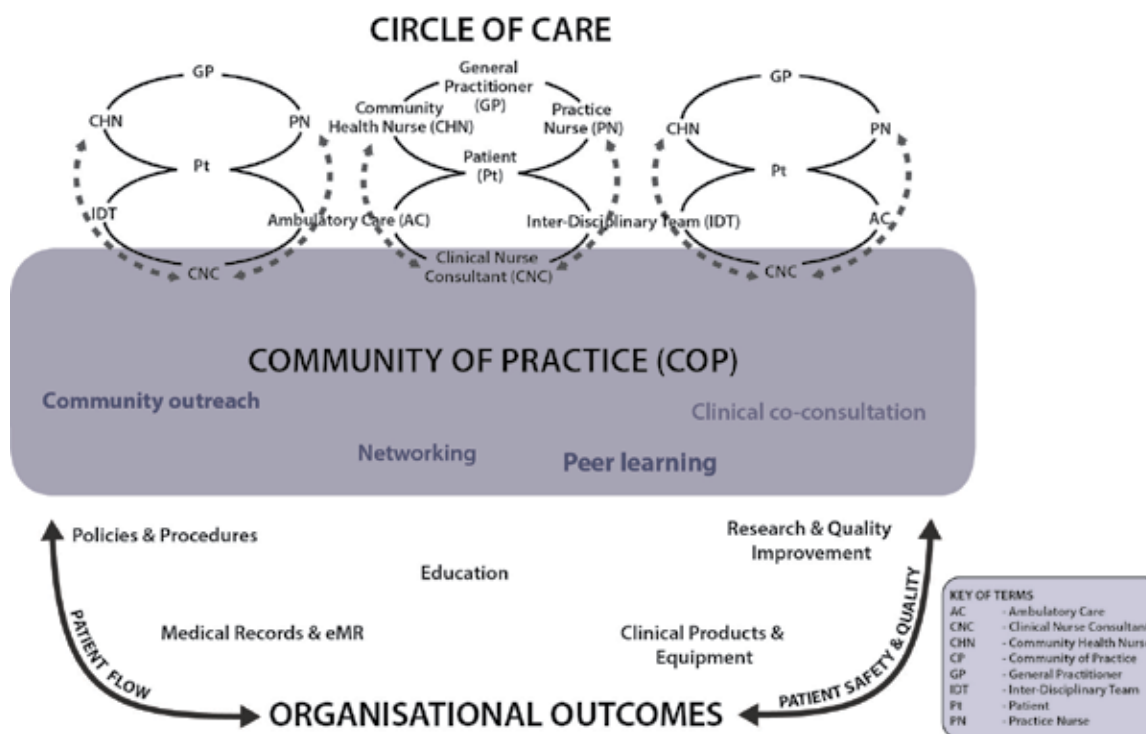 CIRCLE OF CARE
GP
CHN
PN
Pt
IDT
CNC
General
Practitioner
(GP)
Community
Health Nurse (CHN)
Practice
Nurse (PN)
Patient
(Pt)
Ambulatory Care (AC)
Inter-Disciplinary Team (IDT)
Clinical Nurse
Consultant (CNC)
GP
CHN
PN
Pt
AC
CNC
COMMUNITY OF PRACTICE (COP)
Community outreach
Clinical co-consultation
Networking
Peer learning
Policies & Procedures
Research & Quality
Improvement
Education
Medical Records & eMR
Clinical Products &
Equipment
PATIENT FLOW
PATIENT SAFETY & QUALITY
ORGANISATIONAL OUTCOMES
KEY OF TERMS
AC - Ambulatory Care
CNC - Clinical Nurse Consultant
CHN - Community Health Nurse
CP - Community of Practice
GP - General Practitioner
IDT - Inter-Disciplinary Team
Pt - Patient
PN - Practice Nurse